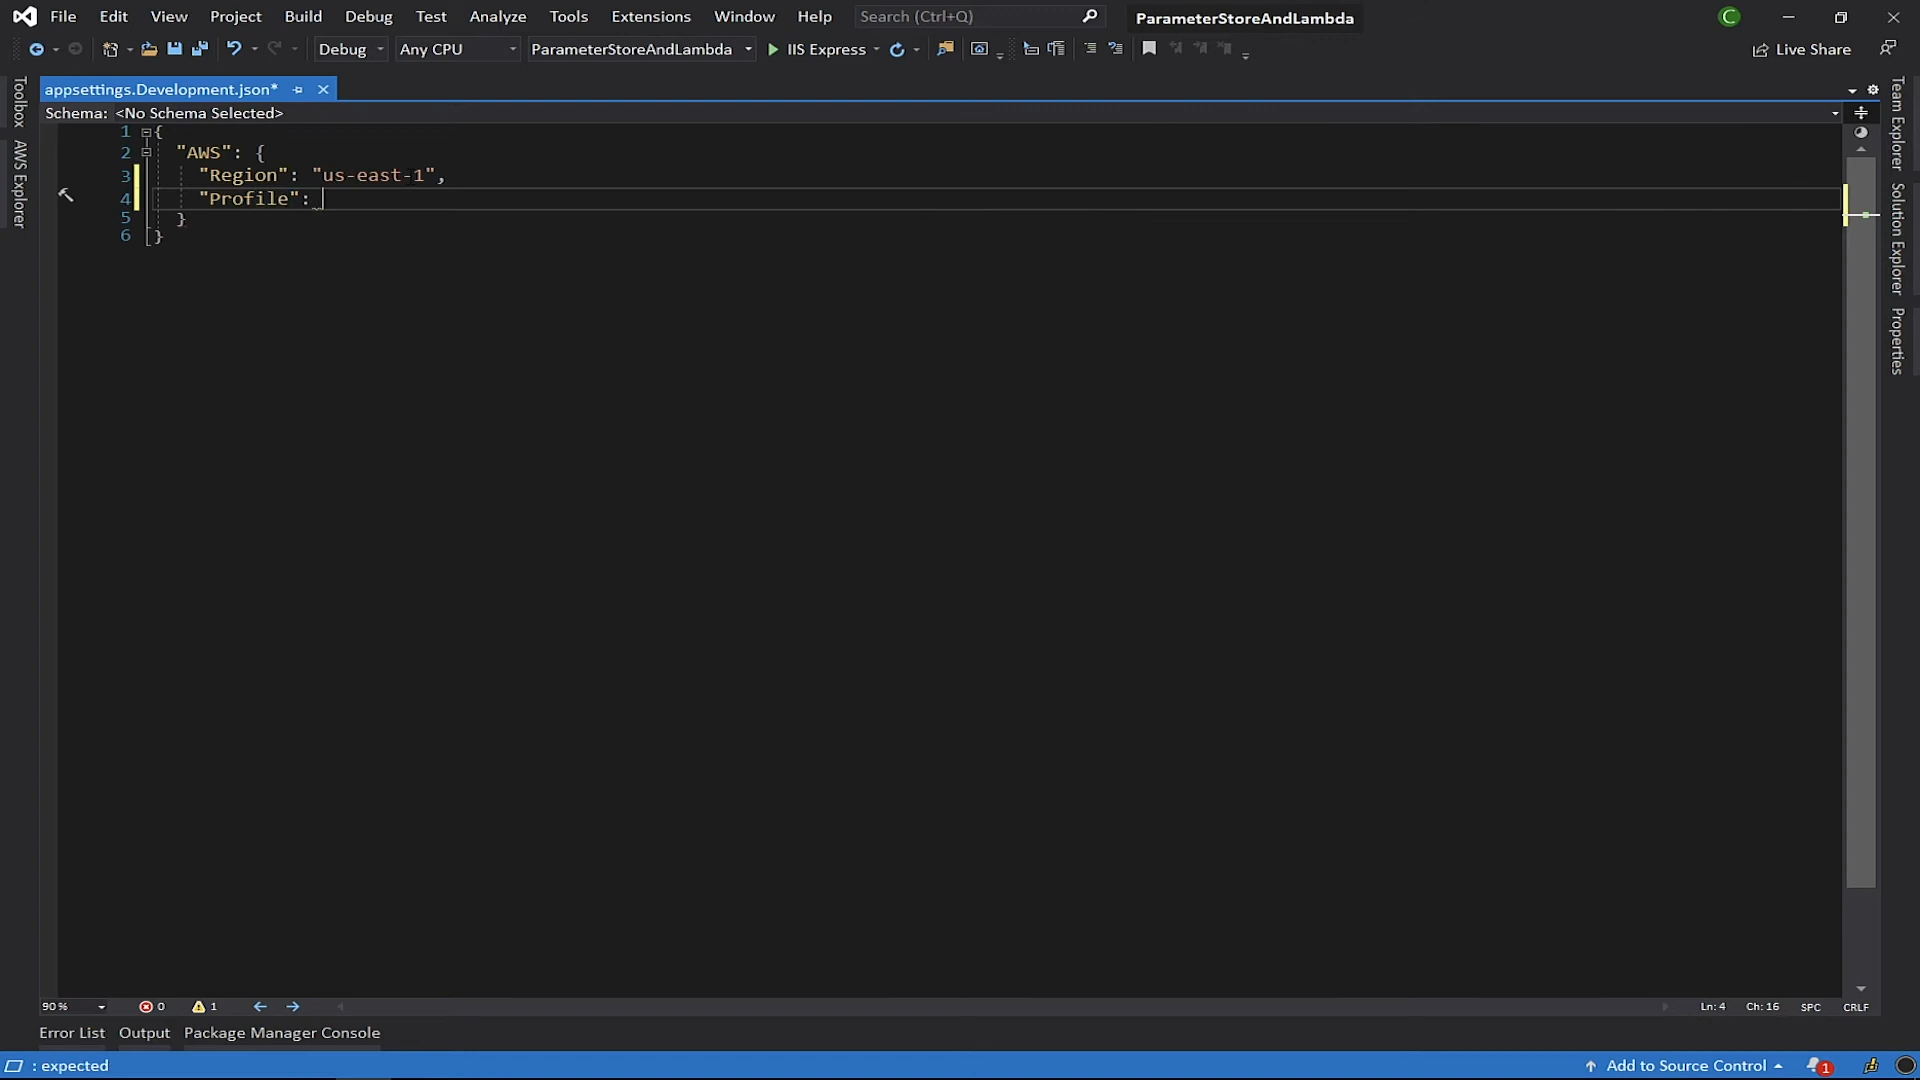 File Edit View Project Build Debug Test Analyze Tools Extensions Window Help Search (Ctrl+Q) ParameterStoreAndLambda C
Debug Any CPU ParameterStoreAndLambda IIS Express Live Share
Toolbox
AWS Explorer
appsettings.Development.json*
Schema: <No Schema Selected>
1 {
2 "AWS": {
3 "Region": "us-east-1",
4 "Profile":
5 }
6 }
Team Explorer
Solution Explorer
Properties
90 % 0 1 Ln: 4 Ch: 16 SPC CRLF
Error List Output Package Manager Console
: expected Add to Source Control 1